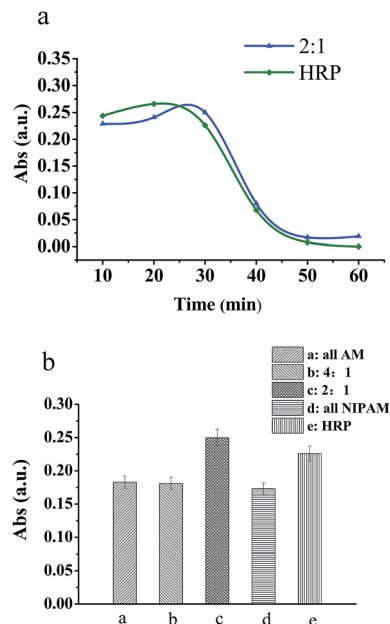 a
2:1
HRP
0.35
0.30
0.25
0.20
0.15
0.10
0.05
0.00
Abs (a.u.)
10 20 30 40 50 60
Time (min)
b
a: all AM
b: 4：1
c: 2：1
d: all NIPAM
e: HRP
0.30
0.25
0.20
0.15
0.10
0.05
0.00
Abs (a.u.)
a b c d e